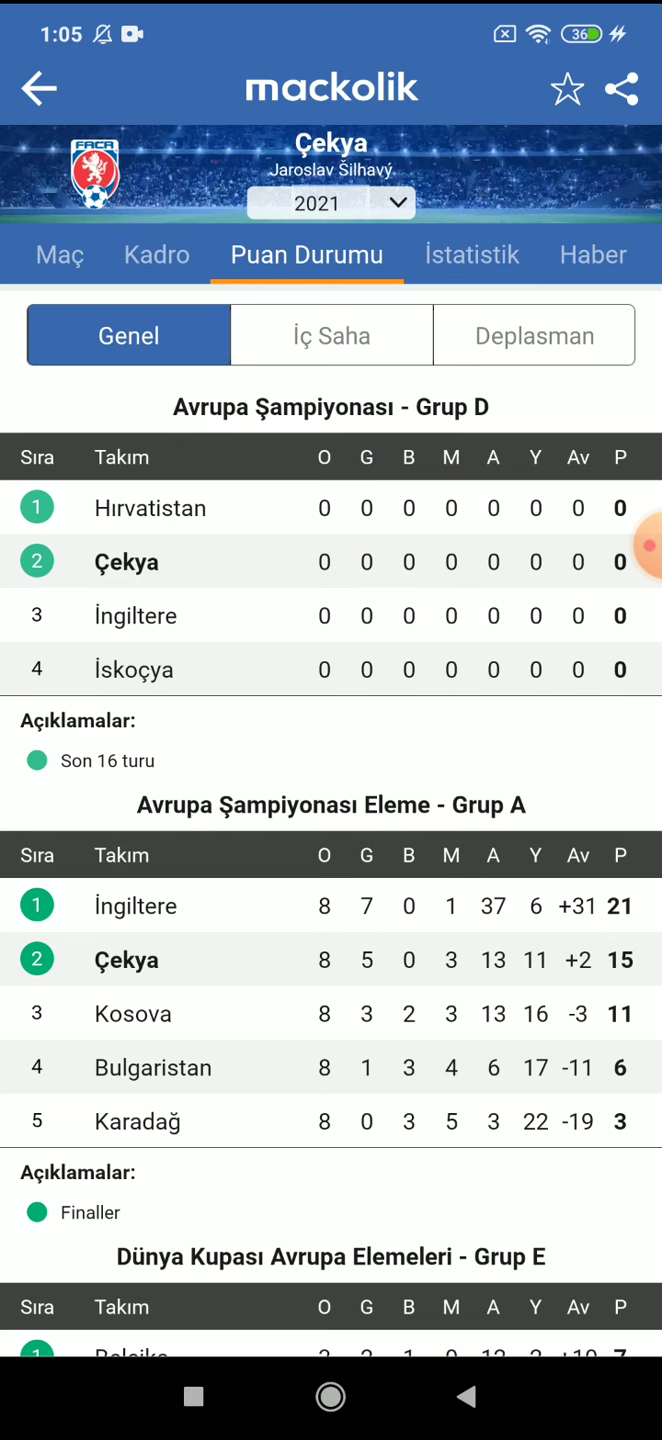 1:05 36
mackolik
FACR
Çekya
Jaroslav Šilhavý
2021
Maç Kadro Puan Durumu İstatistik Haber
Genel İç Saha Deplasman
Avrupa Şampiyonası - Grup D
Sıra Takım O G B M A Y Av P
1 Hırvatistan 0 0 0 0 0 0 0 0
2 Çekya 0 0 0 0 0 0 0 0
3 İngiltere 0 0 0 0 0 0 0 0
4 İskoçya 0 0 0 0 0 0 0 0
Açıklamalar:
Son 16 turu
Avrupa Şampiyonası Eleme - Grup A
Sıra Takım O G B M A Y Av P
1 İngiltere 8 7 0 1 37 6 +31 21
2 Çekya 8 5 0 3 13 11 +2 15
3 Kosova 8 3 2 3 13 16 -3 11
4 Bulgaristan 8 1 3 4 6 17 -11 6
5 Karadağ 8 0 3 5 3 22 -19 3
Açıklamalar:
Finaller
Dünya Kupası Avrupa Elemeleri - Grup E
Sıra Takım O G B M A Y Av P
1 Belçika